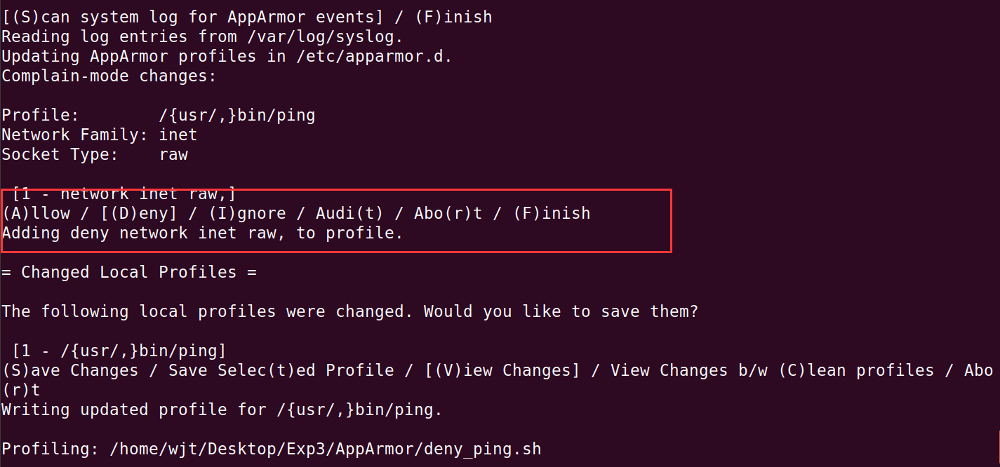 [(S)can system log for AppArmor events] / (F)inish
Reading log entries from /var/log/syslog.
Updating AppArmor profiles in /etc/apparmor.d.
Complain-mode changes:
Profile:        /{usr/,}bin/ping
Network Family: inet
Socket Type:    raw
 [1 - network inet raw,]
(A)llow / [(D)eny] / (I)gnore / Audi(t) / Abo(r)t / (F)inish
Adding deny network inet raw, to profile.
= Changed Local Profiles =
The following local profiles were changed. Would you like to save them?
 [1 - /{usr/,}bin/ping]
(S)ave Changes / Save Selec(t)ed Profile / [(V)iew Changes] / View Changes b/w (C)lean profiles / Abo
(r)t
Writing updated profile for /{usr/,}bin/ping.
Profiling: /home/wjt/Desktop/Exp3/AppArmor/deny_ping.sh